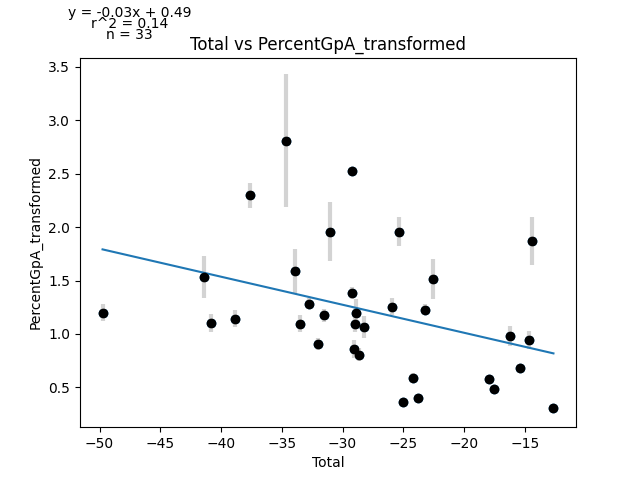 y = -0.03x + 0.49
r^2 = 0.14
n = 33
Total vs PercentGpA_transformed
PercentGpA_transformed
3.5
3.0
2.5
2.0
1.5
1.0
0.5
−50
−45
−40
−35
−30
−25
−20
−15
Total